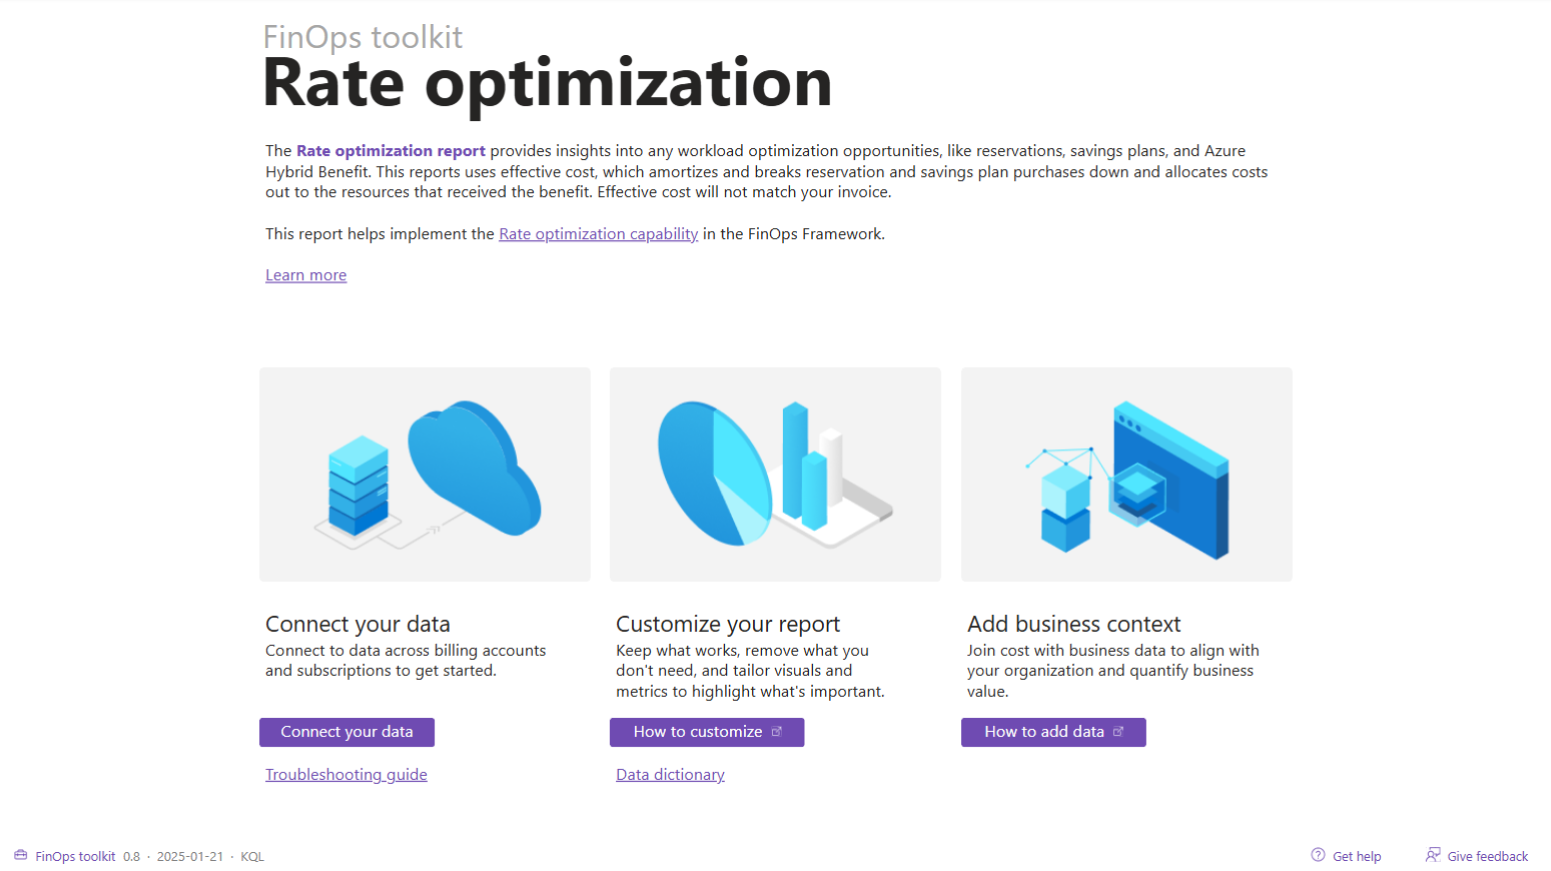 FinOps toolkit
Rate optimization
The Rate optimization report provides insights into any workload optimization opportunities, like reservations, savings plans, and Azure
Hybrid Benefit. This reports uses effective cost, which amortizes and breaks reservation and savings plan purchases down and allocates costs
out to the resources that received the benefit. Effective cost will not match your invoice.
This report helps implement the Rate optimization capability in the FinOps Framework.
Learn more
Connect your data
Connect to data across billing accounts
and subscriptions to get started.
Connect your data
Troubleshooting guide
Customize your report
Keep what works, remove what you
don't need, and tailor visuals and
metrics to highlight what's important.
How to customize
Data dictionary
Add business context
Join cost with business data to align with
your organization and quantify business
value.
How to add data
FinOps toolkit 0.8 · 2025-01-21 · KQL
Get help
Give feedback